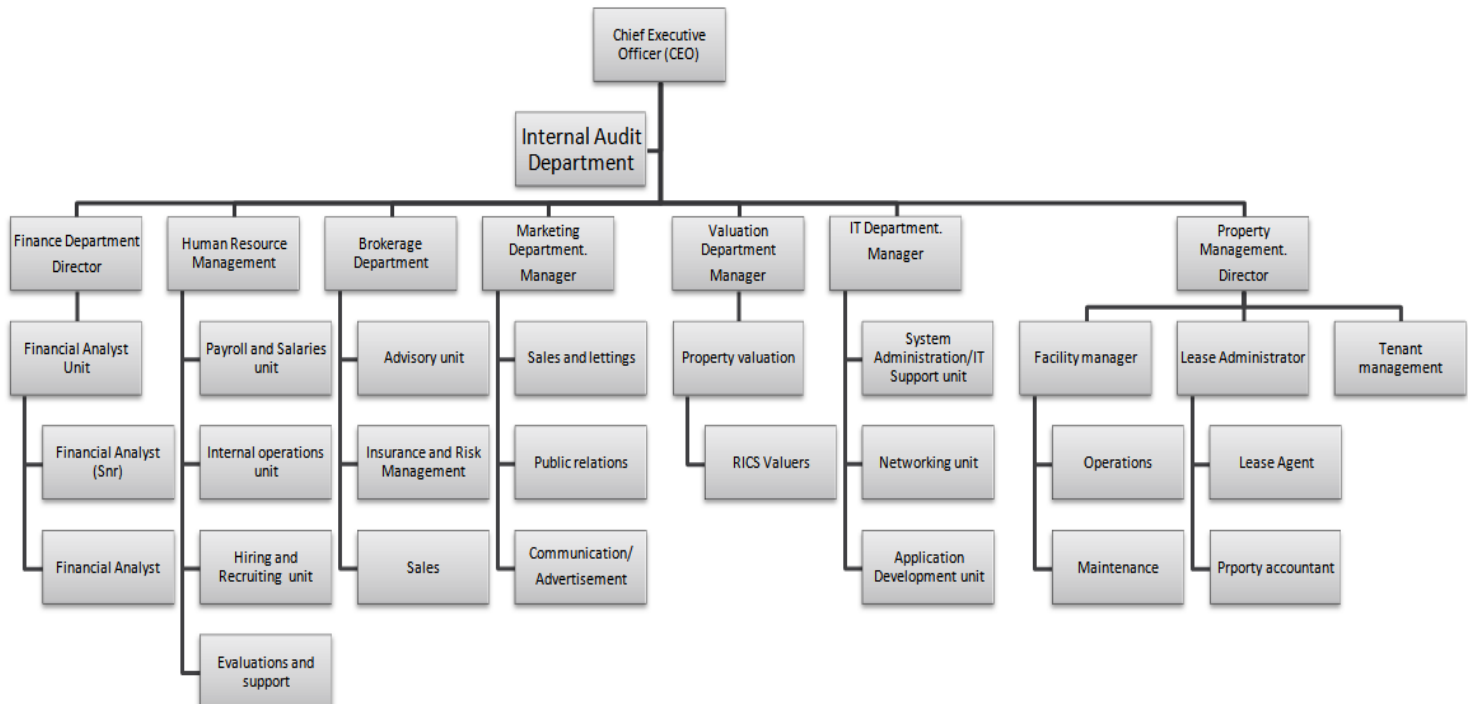 Chief Executive
Officer (CEO)
Internal Audit
Department
Finance Department
Director
Human Resource
Management
Brokerage
Department
Marketing
Department.
Manager
Valuation
Department
Manager
IT Department.
Manager
Property
Management.
Director
Financial Analyst
Unit
Payroll and Salaries
unit
Advisory unit
Sales and lettings
Property valuation
System
Administration/IT
Support unit
Facility manager
Lease Administrator
Tenant
management
Financial Analyst
(Snr)
Internal operations
unit
Insurance and Risk
Management
Public relations
RICS Valuers
Networking unit
Operations
Lease Agent
Financial Analyst
Hiring and
Recruiting unit
Sales
Communication/
Advertisement
Application
Development unit
Maintenance
Prporty accountant
Evaluations and
support